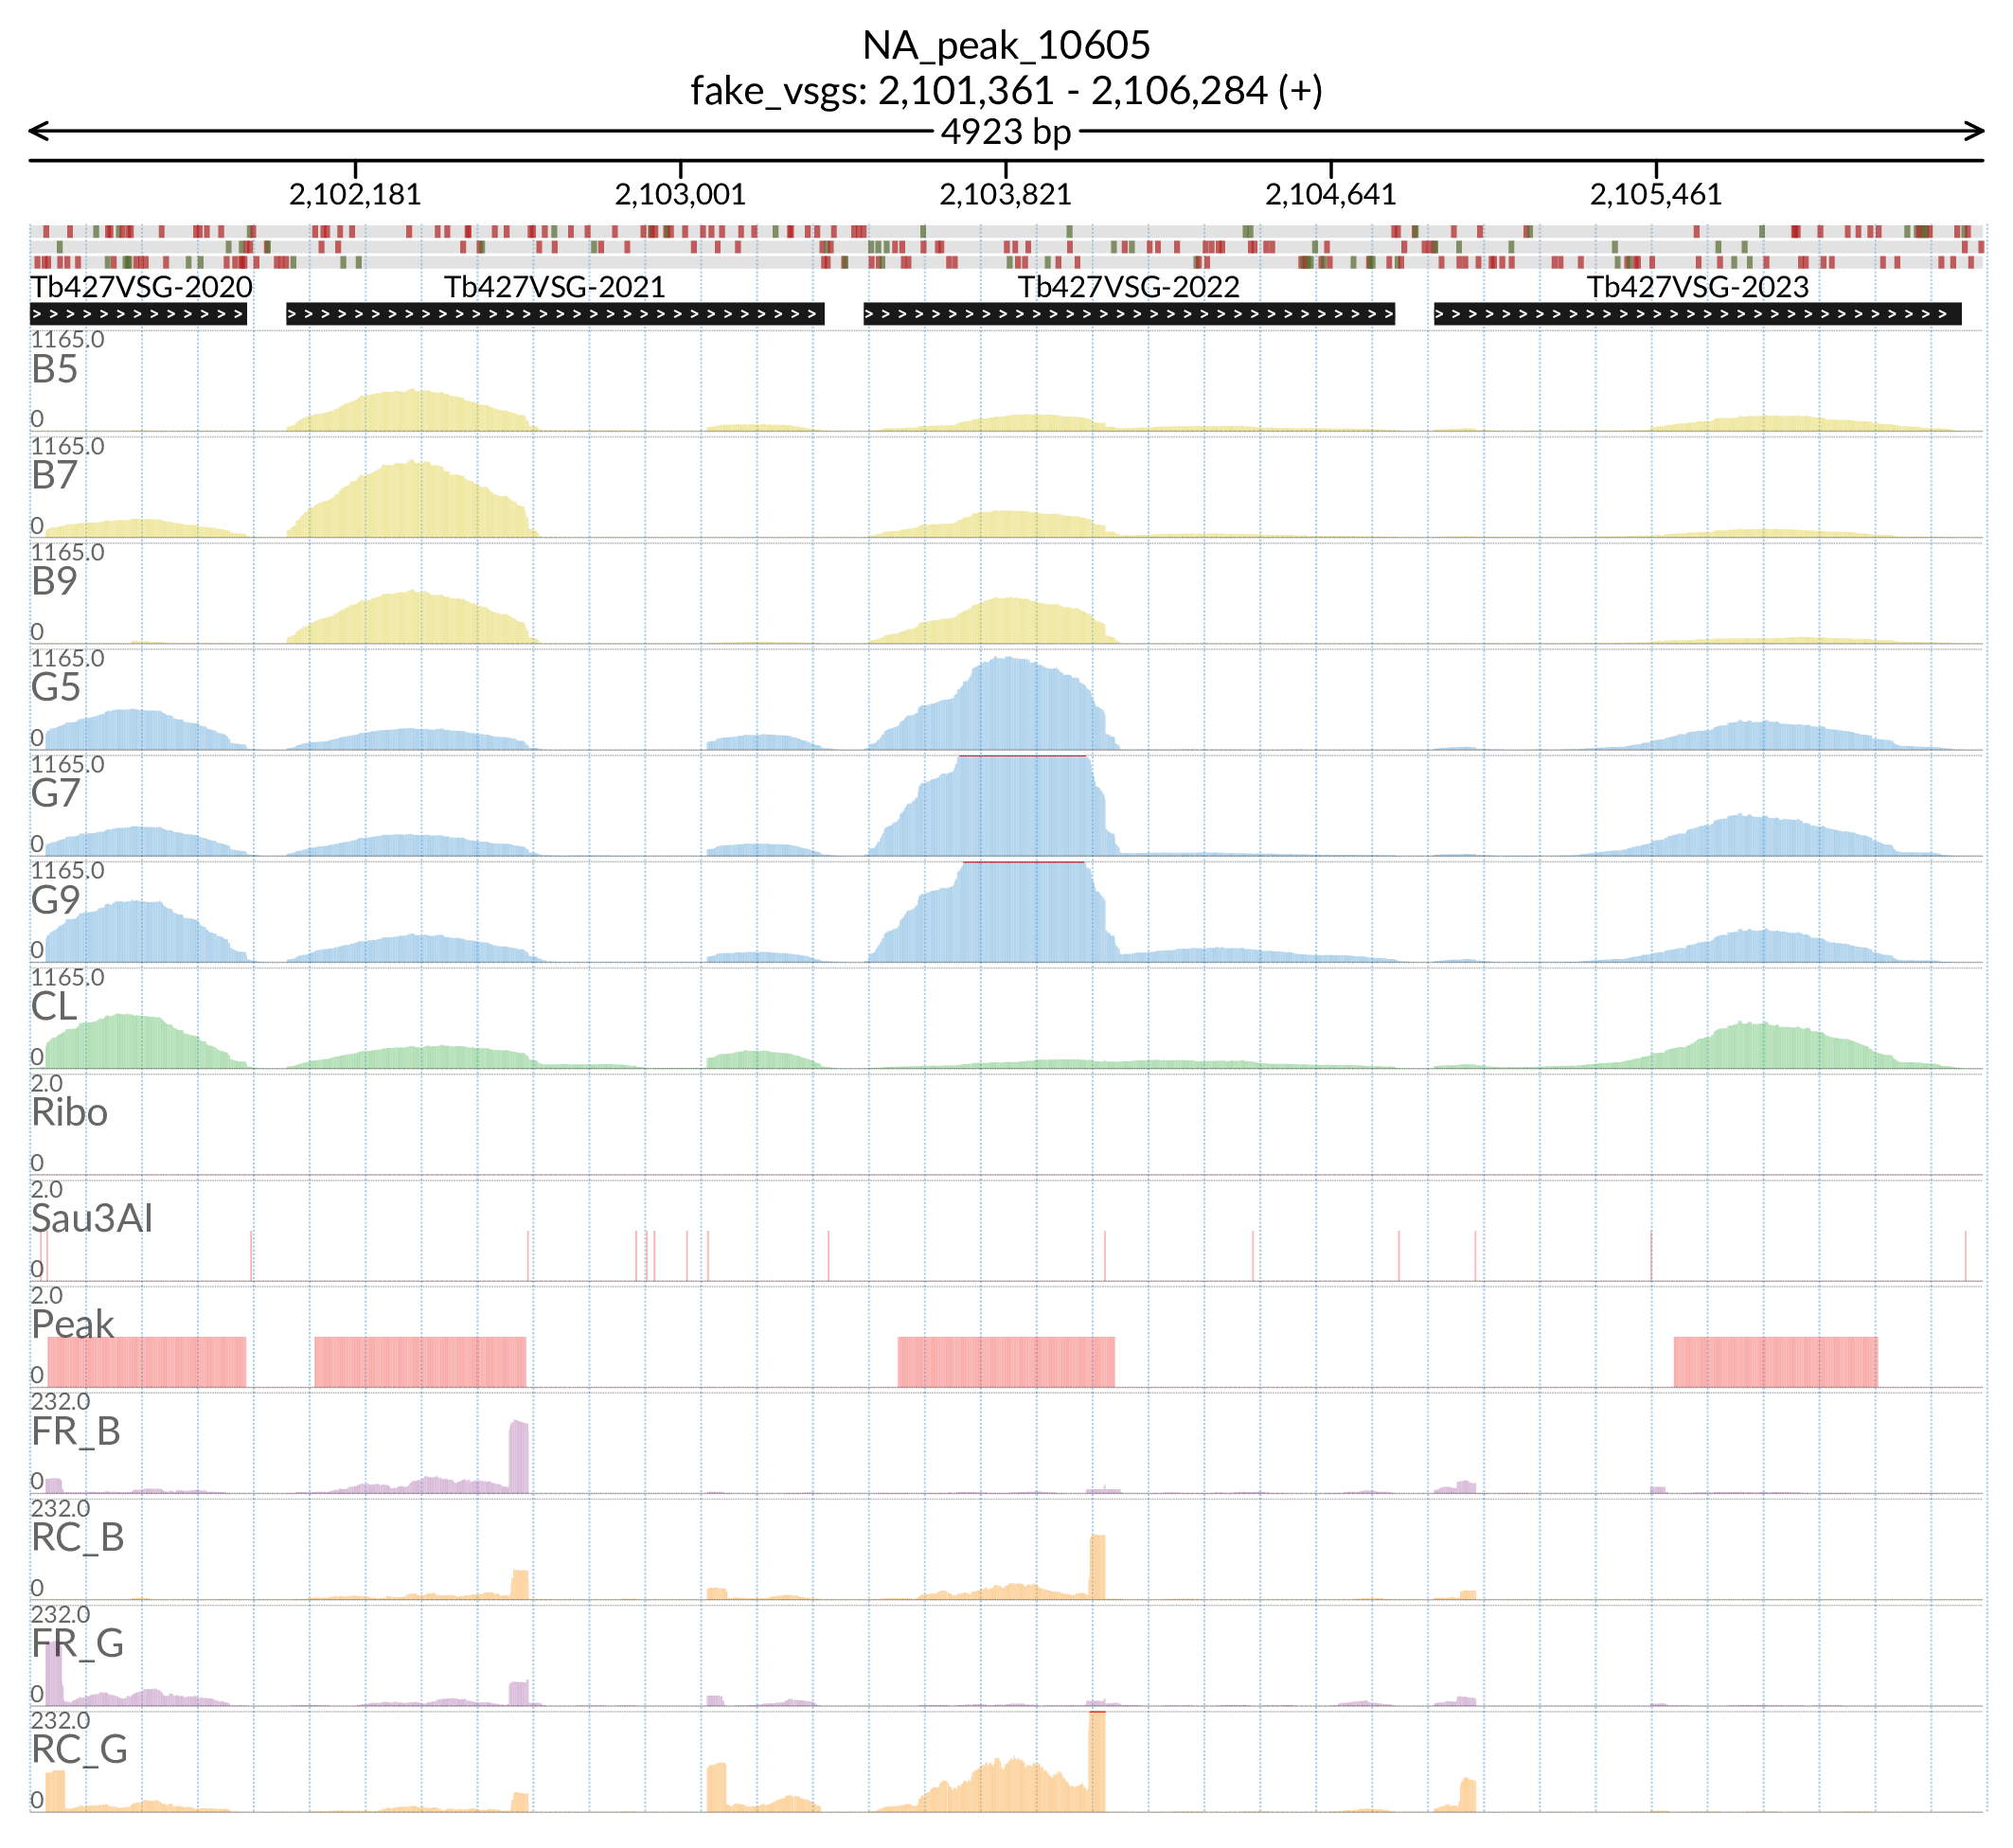 NA_peak_10605
fake_vsgs: 2,101,361 - 2,106,284 (+)
4923 bp
2,102,181 2,103,001 2,103,821 2,104,641 2,105,461
Tb427VSG-2020 Tb427VSG-2021 Tb427VSG-2022 Tb427VSG-2023
1165.0
B5
0
1165.0
B7
0
1165.0
B9
0
1165.0
G5
0
1165.0
G7
0
1165.0
G9
0
1165.0
CL
0
2.0
Ribo
0
2.0
Sau3AI
0
2.0
Peak
0
232.0
FR_B
0
232.0
RC_B
0
232.0
FR_G
0
232.0
RC_G
0